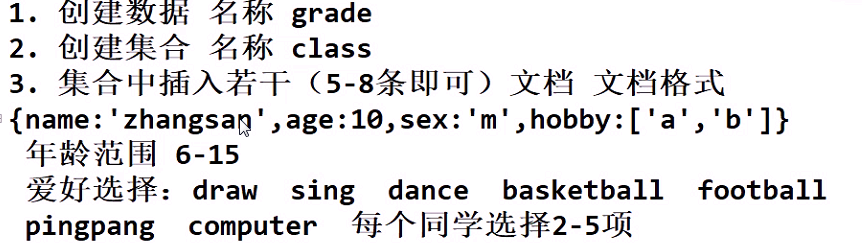 1. 创建数据 名称 grade
2. 创建集合 名称 class
3. 集合中插入若干（5-8条即可）文档 文档格式
{name:'zhangsan',age:10,sex:'m',hobby:['a','b']}
年龄范围 6-15
爱好选择：draw sing dance basketball football
pingpang computer 每个同学选择2-5项